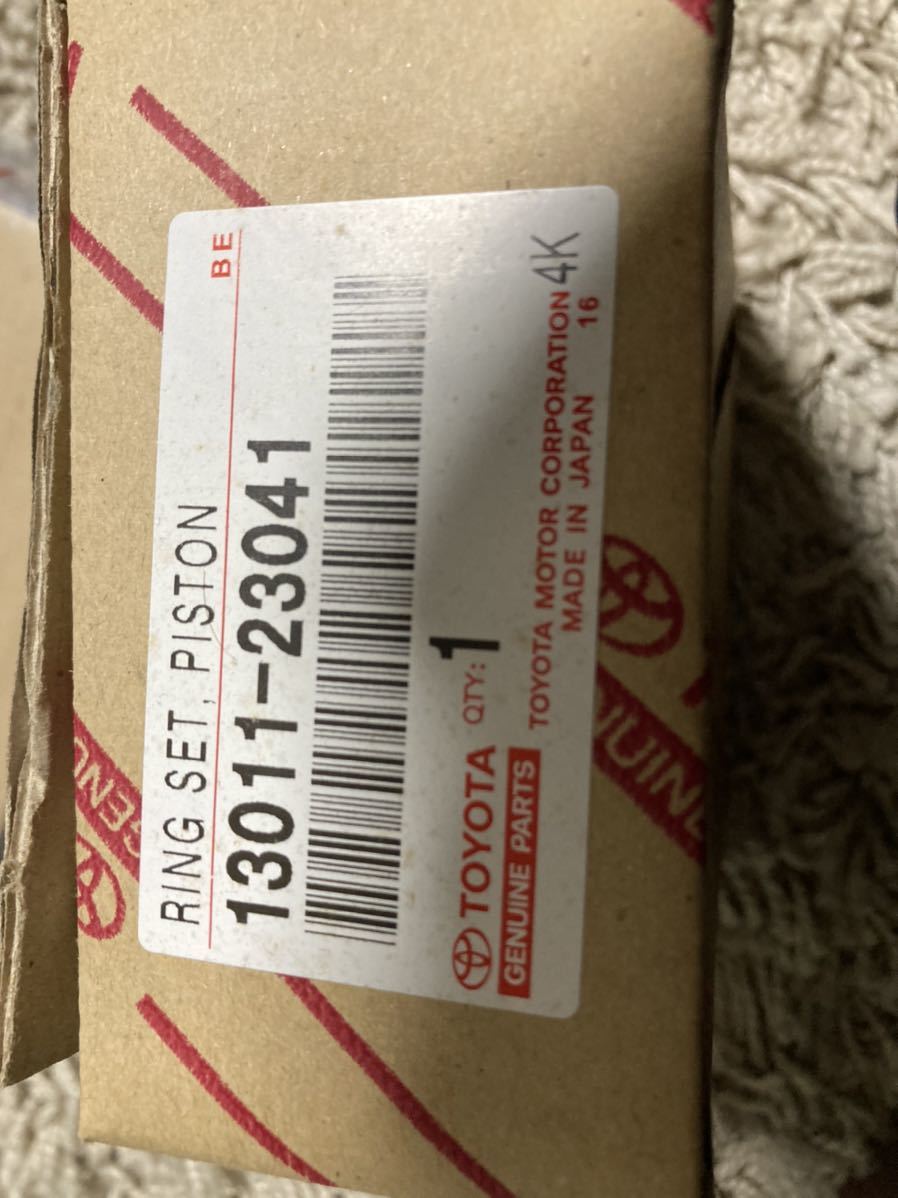 BE
RING SET, PISTON
13011-23041
TOYOTA QTY: 1
GENUINE PARTS
TOYOTA MOTOR CORPORATION 4K
MADE IN JAPAN 16
GENU